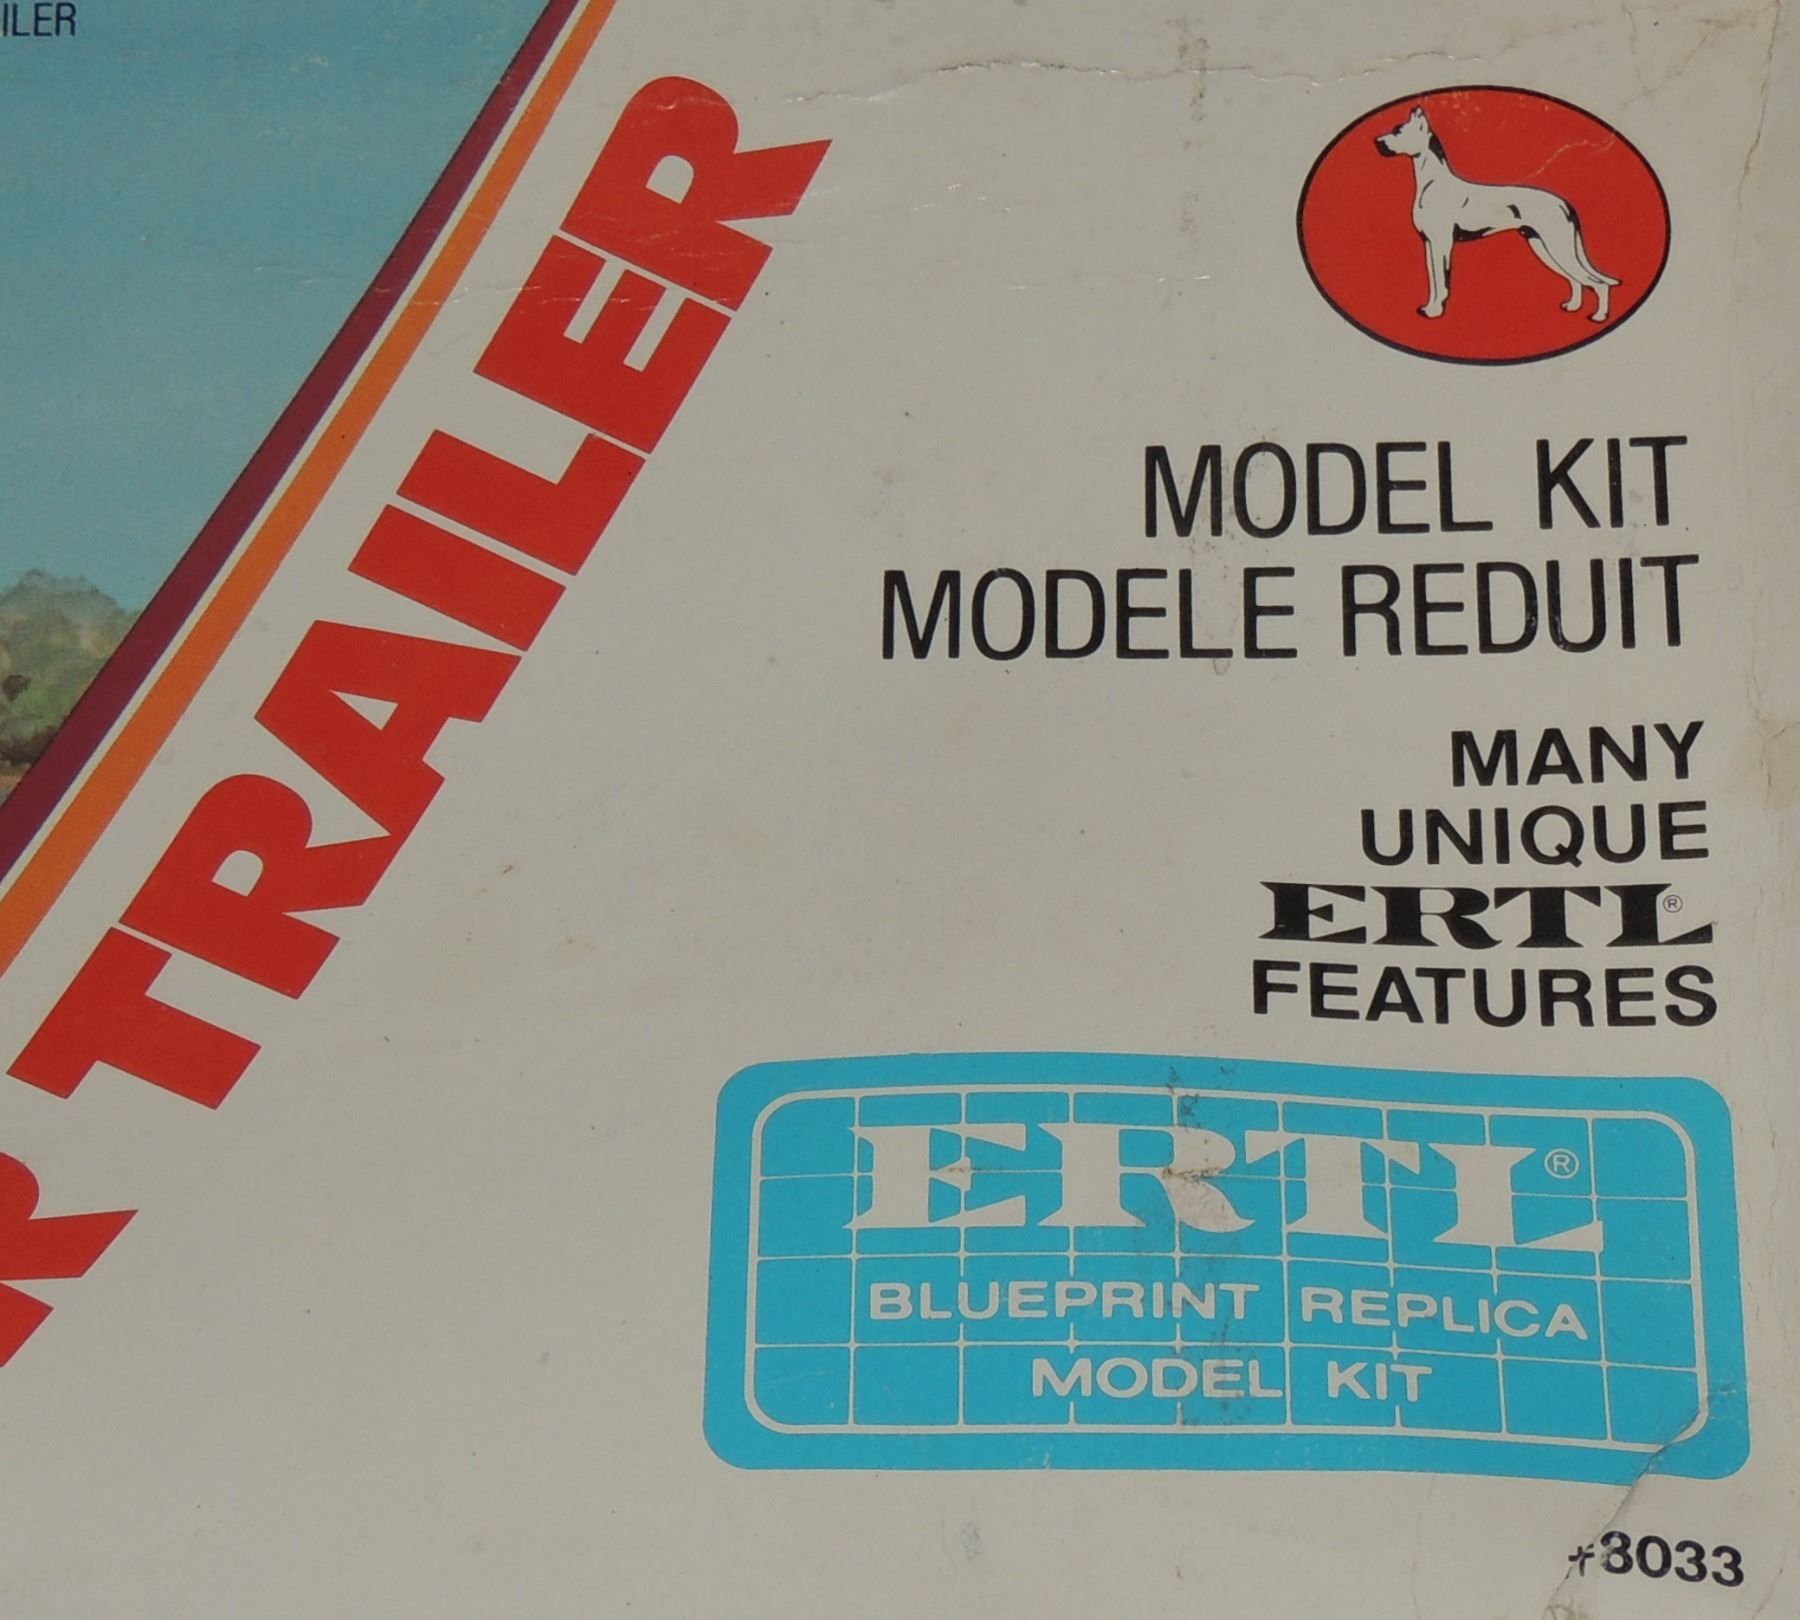 ILER
R TRAILER
MODEL KIT
MODELE REDUIT
MANY
UNIQUE
ERTL®
FEATURES
ERTL®
BLUEPRINT REPLICA
MODEL KIT
#8033